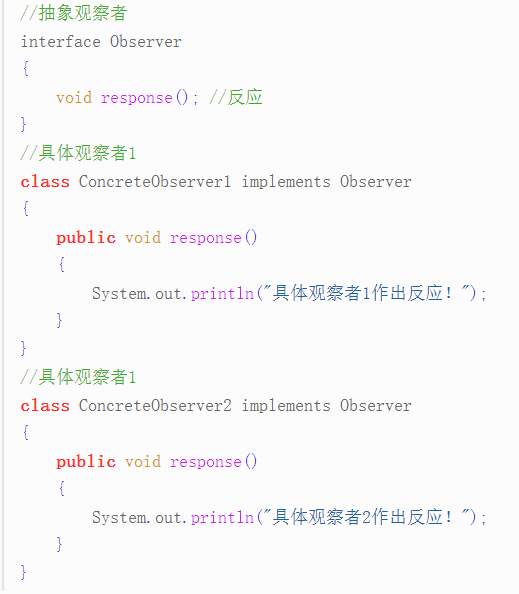 //抽象观察者
interface Observer
{
    void response(); //反应
}
//具体观察者1
class ConcreteObserver1 implements Observer
{
    public void response()
    {
        System.out.println("具体观察者1作出反应！");
    }
}
//具体观察者1
class ConcreteObserver2 implements Observer
{
    public void response()
    {
        System.out.println("具体观察者2作出反应！");
    }
}